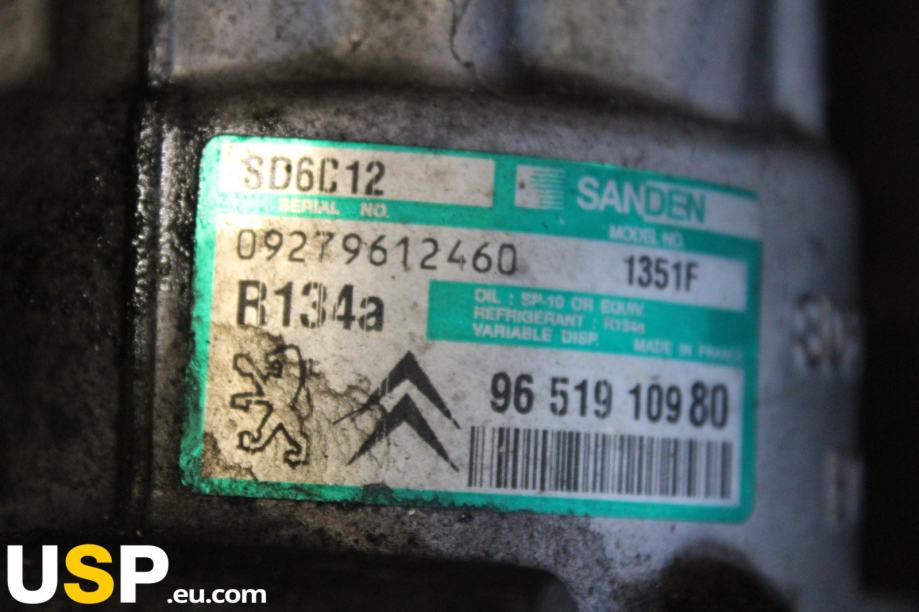 SD6C12
SANDEN
SERIAL NO.
MODEL NO.
09279612460
1351F
R134a
OIL : SP-10 OR EQUIV.
REFRIGERANT : R134a
VARIABLE DISP.
MADE IN FRANCE
96 519 109 80
USP.eu.com